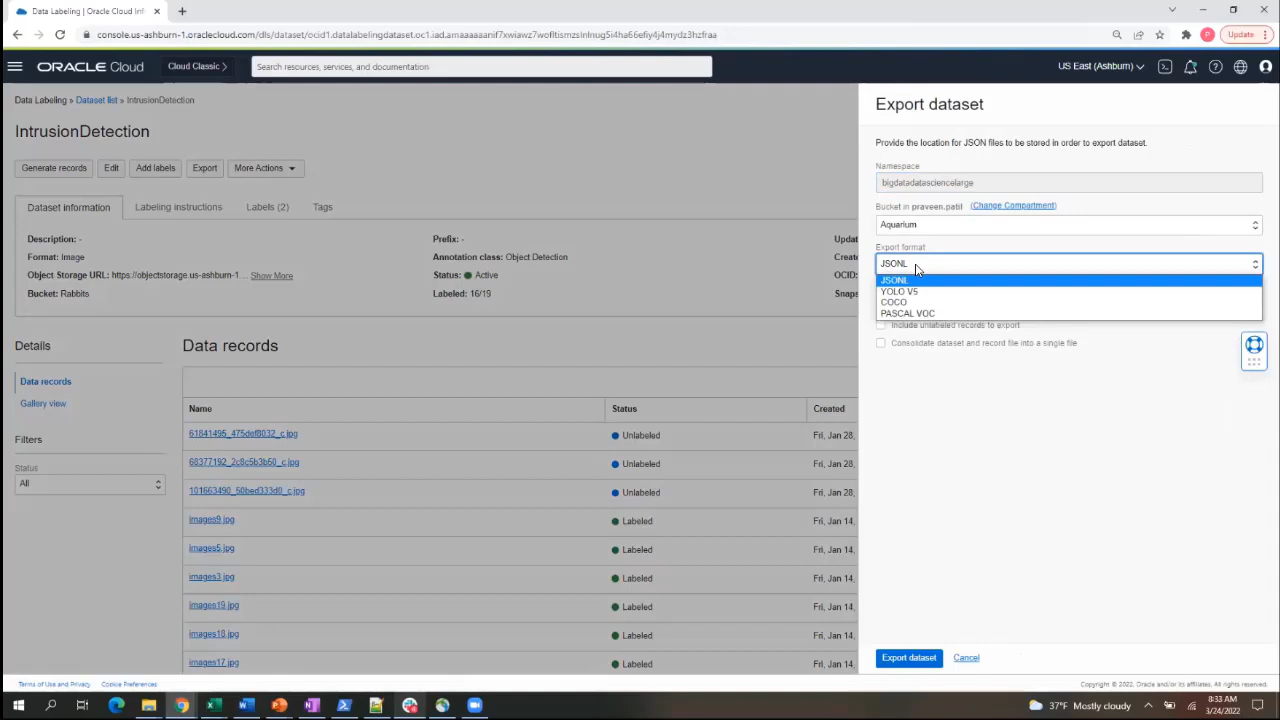 Data Labeling | Oracle Cloud Infr
console.us-ashburn-1.oraclecloud.com/dls/dataset/ocid1.datalabelingdataset.oc1.iad.
Update
ORACLE Cloud
Cloud Classic
Search resources, services, and documentation
US East (Ashburn)
Data Labeling » Dataset list » IntrusionDetection
IntrusionDetection
Generate records
Edit
Add labels
Export
More Actions
Dataset information
Labeling instructions
Labels (2)
Tags
Description: -
Format: Image
Object Storage URL: https://objectstorage.us-ashburn-1... Show More
Bucket: Rabbits
Prefix: -
Annotation class: Object Detection
Status: Active
Labeled: 16/19
Updat
Create
OCID:
Snaps
Details
Data records
Gallery view
Filters
Status
All
Data records
Name Status Created
61841495_475def8032_c.jpg Unlabeled Fri, Jan 28,
68377192_2c8c5b3b50_c.jpg Unlabeled Fri, Jan 28,
101663490_50bed333d0_c.jpg Unlabeled Fri, Jan 28,
images9.jpg Labeled Fri, Jan 14,
images5.jpg Labeled Fri, Jan 14,
images3.jpg Labeled Fri, Jan 14,
images19.jpg Labeled Fri, Jan 14,
images18.jpg Labeled Fri, Jan 14,
images17.jpg Labeled Fri, Jan 14,
Export dataset
Provide the location for JSON files to be stored in order to export dataset.
Namespace
bigdatadatasciencelarge
Bucket in praveen.patil (Change Compartment)
Aquarium
Export format
JSONL
JSONL
YOLO V5
COCO
PASCAL VOC
Include unlabeled records to export
Consolidate dataset and record file into a single file
Export dataset
Cancel
Terms of Use and Privacy
Cookie Preferences
Copyright © 2022, Oracle and/or its affiliates. All rights reserved.
37°F Mostly cloudy
8:33 AM
3/24/2022